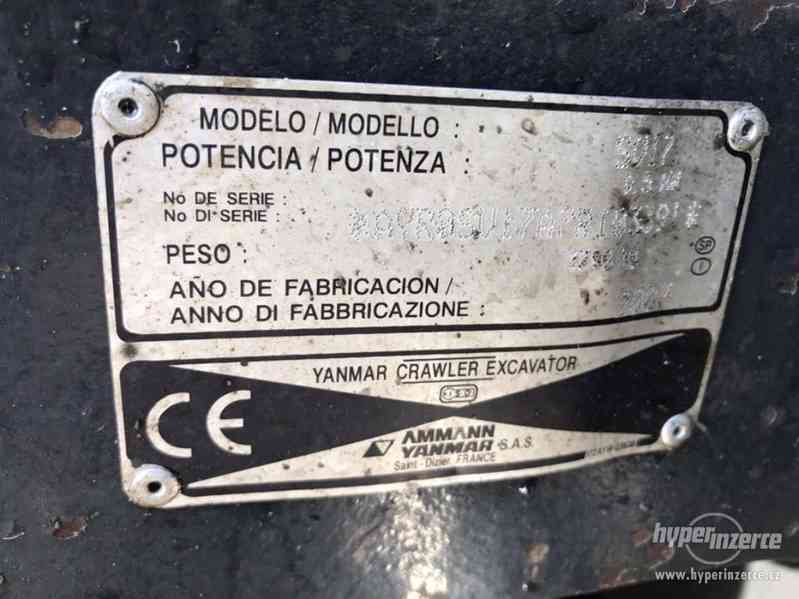 MODELO / MODELLO :
POTENCIA / POTENZA :
No DE SERIE :
No DI SERIE :
PESO :
AÑO DE FABRICACION /
ANNO DI FABBRICAZIONE :
SP
I
YANMAR CRAWLER EXCAVATOR
CE
AMMANN
YANMAR S.A.S.
Saint - Dizier, FRANCE
hyperinzerce
www.hyperinzerce.cz